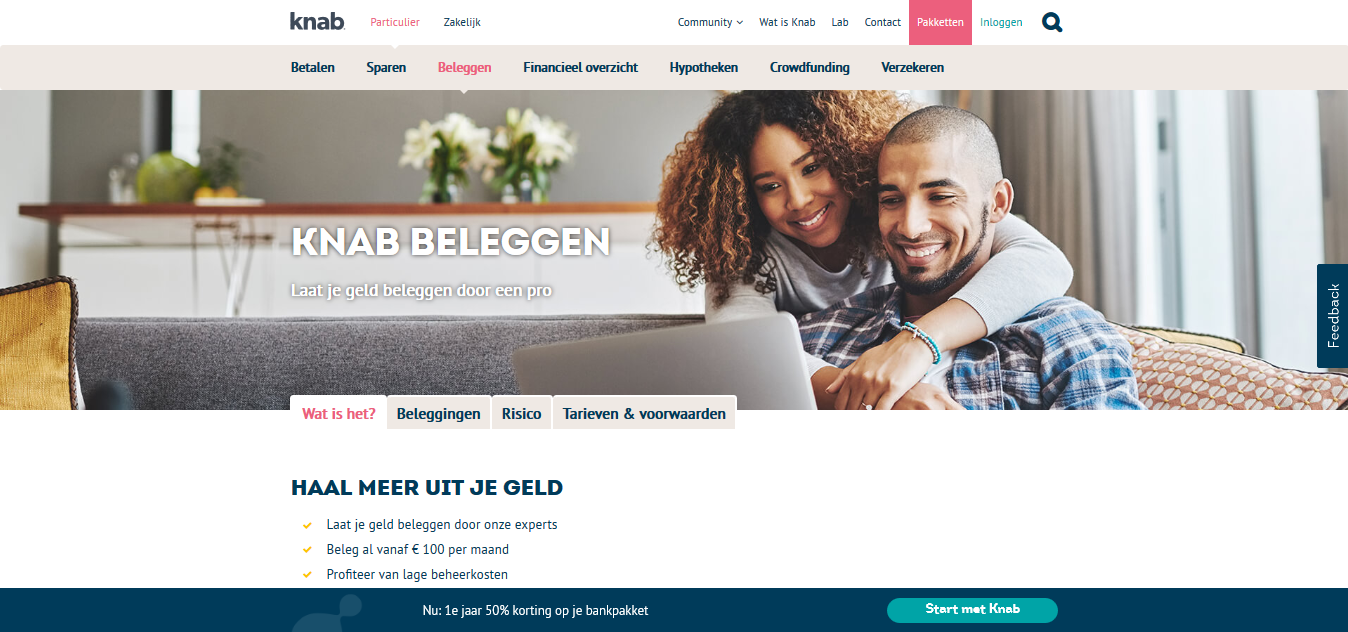 knab.
Particulier
Zakelijk
Community
Wat is Knab
Lab
Contact
Pakketten
Inloggen
Betalen
Sparen
Beleggen
Financieel overzicht
Hypotheken
Crowdfunding
Verzekeren
KNAB BELEGGEN
Laat je geld beleggen door een pro
Feedback
Wat is het?
Beleggingen
Risico
Tarieven & voorwaarden
HAAL MEER UIT JE GELD
Laat je geld beleggen door onze experts
Beleg al vanaf € 100 per maand
Profiteer van lage beheerkosten
Nu: 1e jaar 50% korting op je bankpakket
Start met Knab